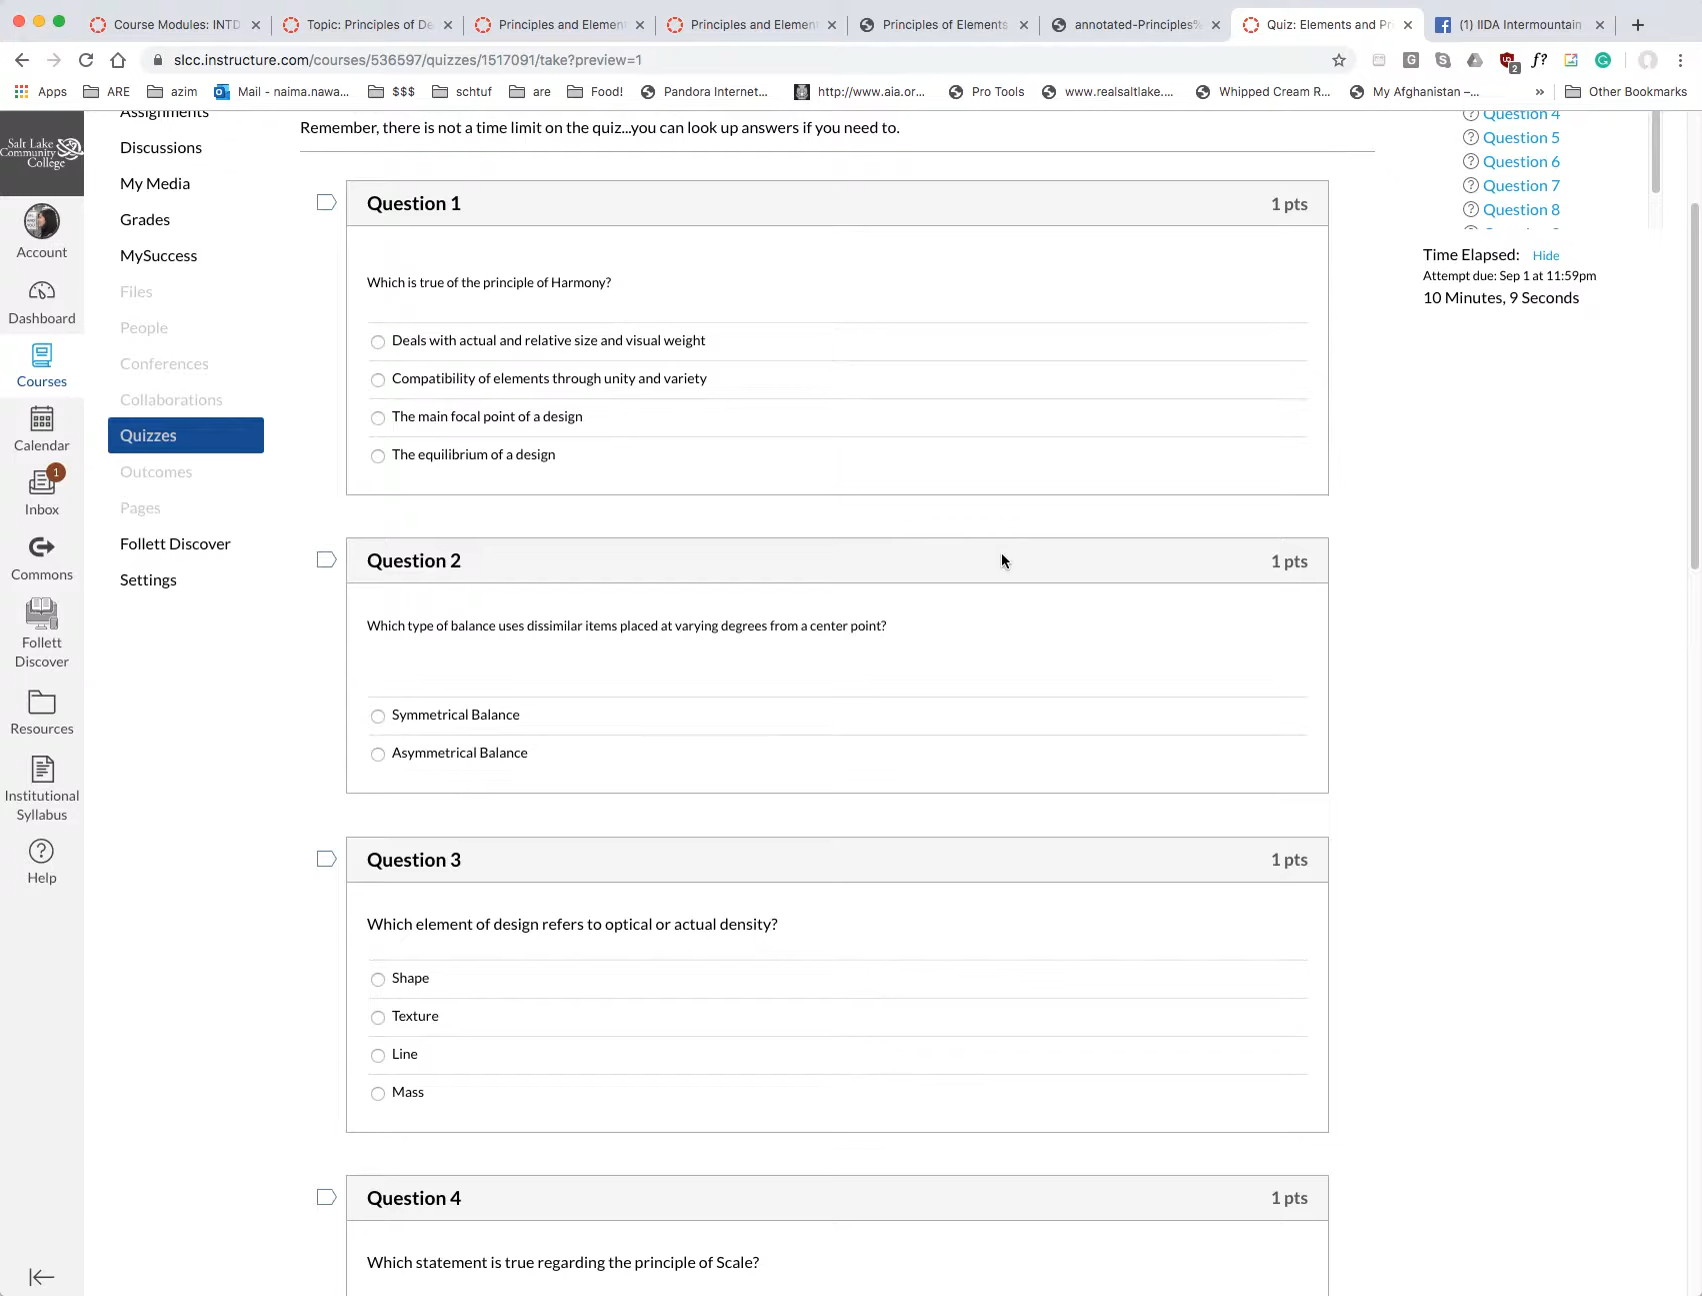 Course Modules: INTD
Topic: Principles of De
Principles and Elemen
Principles and Elemen
Principles of Elements
annotated-Principles%
Quiz: Elements and Pr
(1) IIDA Intermountain
slcc.instructure.com/courses/536597/quizzes/1517091/take?preview=1
Apps
ARE
azim
Mail - naima.nawa...
$$$
schtuf
are
Food!
Pandora Internet...
http://www.aia.or...
Pro Tools
www.realsaltlake....
Whipped Cream R...
My Afghanistan –...
»
Other Bookmarks
Salt Lake
Community
College
Account
Dashboard
Courses
Calendar
1
Inbox
Commons
Follett
Discover
Resources
Institutional
Syllabus
Help
Assignments
Discussions
My Media
Grades
MySuccess
Files
People
Conferences
Collaborations
Quizzes
Outcomes
Pages
Follett Discover
Settings
Remember, there is not a time limit on the quiz...you can look up answers if you need to.
Question 1
1 pts
Which is true of the principle of Harmony?
Deals with actual and relative size and visual weight
Compatibility of elements through unity and variety
The main focal point of a design
The equilibrium of a design
Question 2
1 pts
Which type of balance uses dissimilar items placed at varying degrees from a center point?
Symmetrical Balance
Asymmetrical Balance
Question 3
1 pts
Which element of design refers to optical or actual density?
Shape
Texture
Line
Mass
Question 4
1 pts
Which statement is true regarding the principle of Scale?
Question 4
Question 5
Question 6
Question 7
Question 8
Time Elapsed: Hide
Attempt due: Sep 1 at 11:59pm
10 Minutes, 9 Seconds